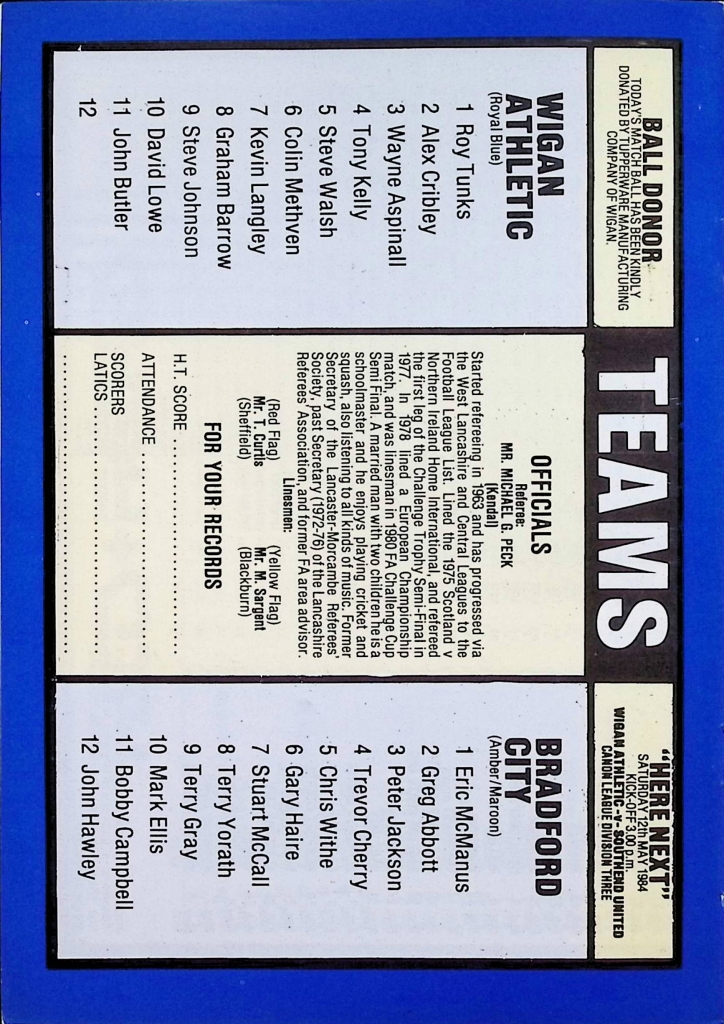 BALL DONOR
TODAY'S MATCH BALL HAS BEEN KINDLY
DONATED BY TUPPERWARE MANUFACTURING
COMPANY OF WIGAN.
TEAMS
"HERE NEXT"
SATURDAY 12th MAY 1984
KICK-OFF 3.00 p.m.
WIGAN ATHLETIC -v- SOUTHEND UNITED
CANON LEAGUE DIVISION THREE
WIGAN
ATHLETIC
(Royal Blue)
1 Roy Tunks
2 Alex Cribley
3 Wayne Aspinall
4 Tony Kelly
5 Steve Walsh
6 Colin Methven
7 Kevin Langley
8 Graham Barrow
9 Steve Johnson
10 David Lowe
11 John Butler
12
OFFICIALS
Referee:
MR. MICHAEL G. PECK
(Kendal)
Started refereeing in 1963 and has progressed via
the West Lancashire and Central Leagues to the
Football League List. Lined the 1975 Scotland v
Northern Ireland Home International, and refereed
the first leg of the Challenge Trophy Semi-Final in
1977. In 1978 lined a European Championship
match, and was linesman in 1980 FA Challenge Cup
Semi Final. A married man with two children he is a
schoolmaster and he enjoys playing cricket and
squash, also listening to all kinds of music. Former
Secretary of the Lancaster-Morcambe Referees'
Society, past Secretary (1972-76) of the Lancashire
Referees' Association, and former FA area advisor.
Linesmen:
(Red Flag) (Yellow Flag)
Mr. T. Curtis Mr. M. Sargent
(Sheffield) (Blackburn)
FOR YOUR RECORDS
H.T. SCORE ..............................
ATTENDANCE ..............................
SCORERS
LATICS ..............................
..............................
BRADFORD
CITY
(Amber/Maroon)
1 Eric McManus
2 Greg Abbott
3 Peter Jackson
4 Trevor Cherry
5 Chris Withe
6 Gary Haire
7 Stuart McCall
8 Terry Yorath
9 Terry Gray
10 Mark Ellis
11 Bobby Campbell
12 John Hawley